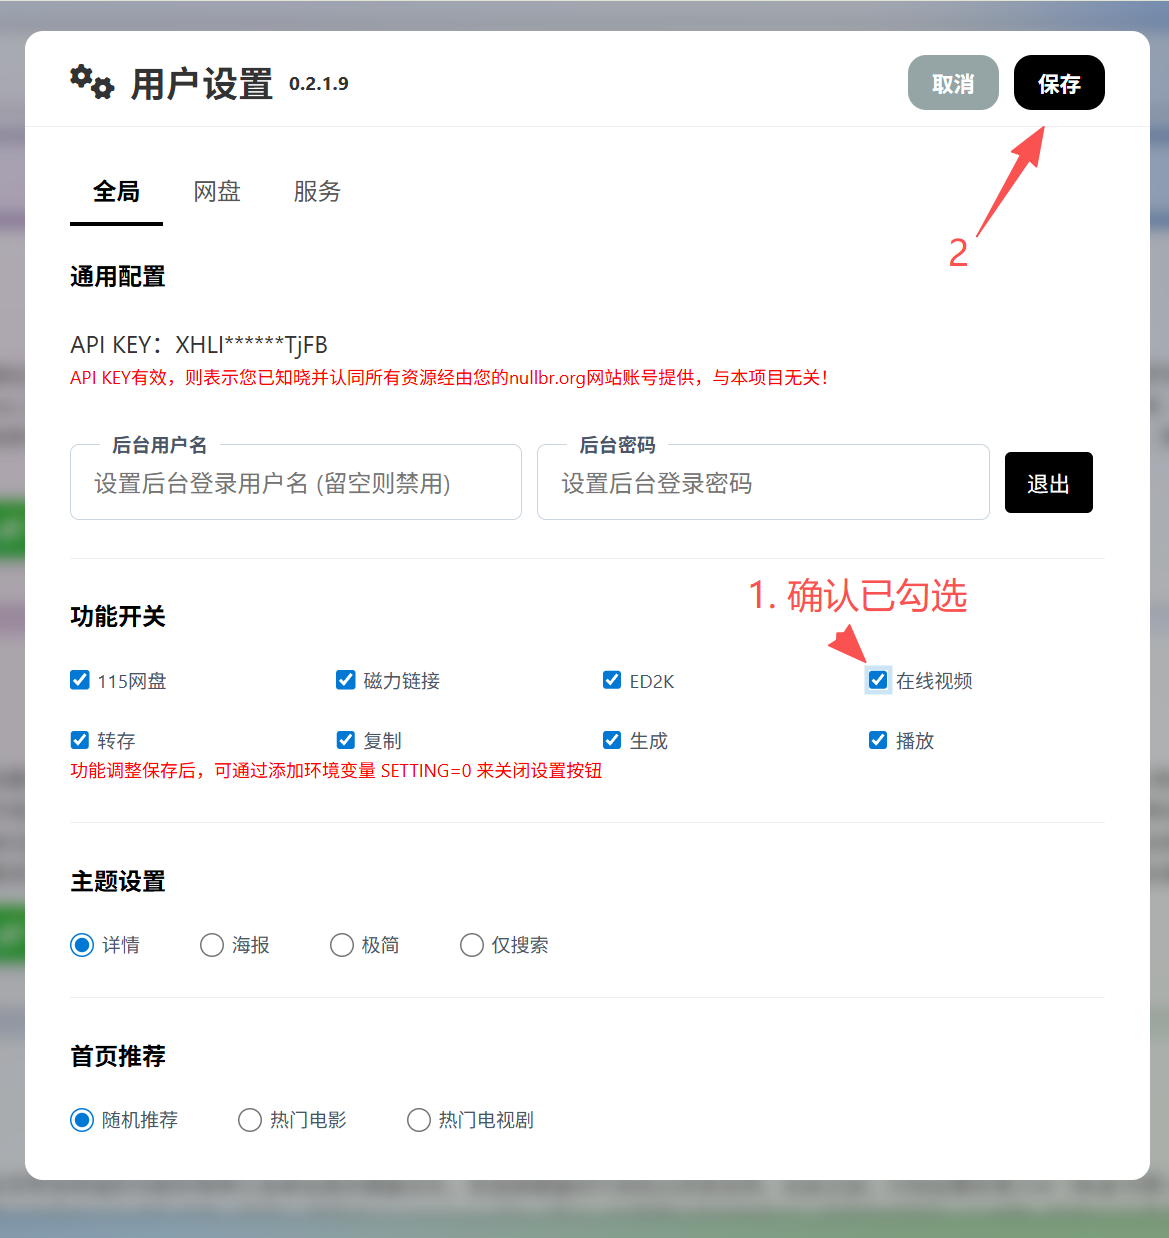 用户设置 0.2.1.9
取消 保存
全局 网盘 服务
2
通用配置
API KEY：XHLI******TjFB
API KEY有效，则表示您已知晓并认同所有资源经由您的nullbr.org网站账号提供，与本项目无关！
后台用户名 后台密码
设置后台登录用户名 (留空则禁用) 设置后台登录密码 退出
1. 确认已勾选
功能开关
115网盘 磁力链接 ED2K 在线视频
转存 复制 生成 播放
功能调整保存后，可通过添加环境变量 SETTING=0 来关闭设置按钮
主题设置
详情 海报 极简 仅搜索
首页推荐
随机推荐 热门电影 热门电视剧